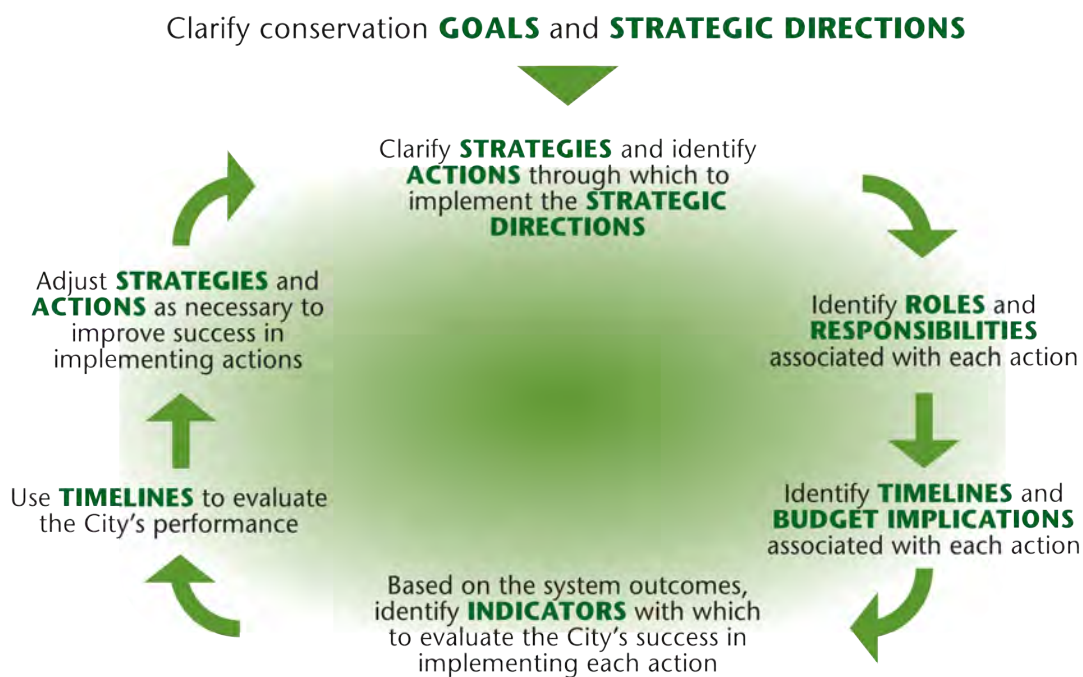 Clarify conservation GOALS and STRATEGIC DIRECTIONS
Clarify STRATEGIES and identify
ACTIONS through which to
implement the STRATEGIC
DIRECTIONS
Identify ROLES and
RESPONSIBILITIES
associated with each action
Identify TIMELINES and
BUDGET IMPLICATIONS
associated with each action
Based on the system outcomes,
identify INDICATORS with which
to evaluate the City’s success in
implementing each action
Use TIMELINES to evaluate
the City’s performance
Adjust STRATEGIES and
ACTIONS as necessary to
improve success in
implementing actions